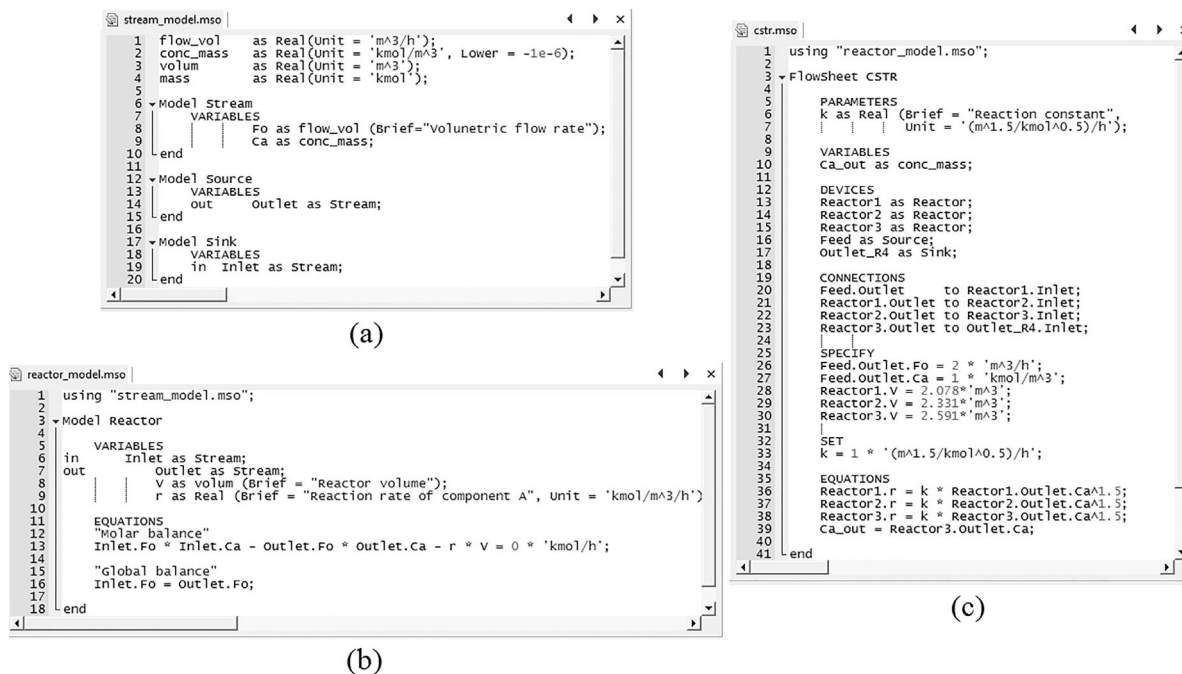 stream_model.mso
1 flow_vol as Real(Unit = 'm^3/h');
2 conc_mass as Real(Unit = 'kmol/m^3', Lower = -1e-6);
3 volum as Real(Unit = 'm^3');
4 mass as Real(Unit = 'kmol');
5
6 Model Stream
7 VARIABLES
8 Fo as flow_vol (Brief="Volunetric flow rate");
9 Ca as conc_mass;
10 end
11
12 Model Source
13 VARIABLES
14 out Outlet as Stream;
15 end
16
17 Model Sink
18 VARIABLES
19 in Inlet as Stream;
20 end
(a)
reactor_model.mso
1 using "stream_model.mso";
2
3 Model Reactor
4
5 VARIABLES
6 in Inlet as Stream;
7 out Outlet as Stream;
8 V as volum (Brief = "Reactor volume");
9 r as Real (Brief = "Reaction rate of component A", Unit = 'kmol/m^3/h')
10
11 EQUATIONS
12 "Molar balance"
13 Inlet.Fo * Inlet.Ca - Outlet.Fo * Outlet.Ca - r * V = 0 * 'kmol/h';
14
15 "Global balance"
16 Inlet.Fo = Outlet.Fo;
17
18 end
(b)
cstr.mso
1 using "reactor_model.mso";
2
3 FlowSheet CSTR
4
5 PARAMETERS
6 k as Real (Brief = "Reaction constant",
7 Unit = '(m^1.5/kmol^0.5)/h');
8
9 VARIABLES
10 Ca_out as conc_mass;
11
12 DEVICES
13 Reactor1 as Reactor;
14 Reactor2 as Reactor;
15 Reactor3 as Reactor;
16 Feed as Source;
17 Outlet_R4 as Sink;
18
19 CONNECTIONS
20 Feed.Outlet to Reactor1.Inlet;
21 Reactor1.Outlet to Reactor2.Inlet;
22 Reactor2.Outlet to Reactor3.Inlet;
23 Reactor3.Outlet to Outlet_R4.Inlet;
24
25 SPECIFY
26 Feed.Outlet.Fo = 2 * 'm^3/h';
27 Feed.Outlet.Ca = 1 * 'kmol/m^3';
28 Reactor1.V = 2.078*'m^3';
29 Reactor2.V = 2.331*'m^3';
30 Reactor3.V = 2.591*'m^3';
31
32 SET
33 k = 1 * '(m^1.5/kmol^0.5)/h';
34
35 EQUATIONS
36 Reactor1.r = k * Reactor1.Outlet.Ca^1.5;
37 Reactor2.r = k * Reactor2.Outlet.Ca^1.5;
38 Reactor3.r = k * Reactor3.Outlet.Ca^1.5;
39 Ca_out = Reactor3.Outlet.Ca;
40
41 end
(c)